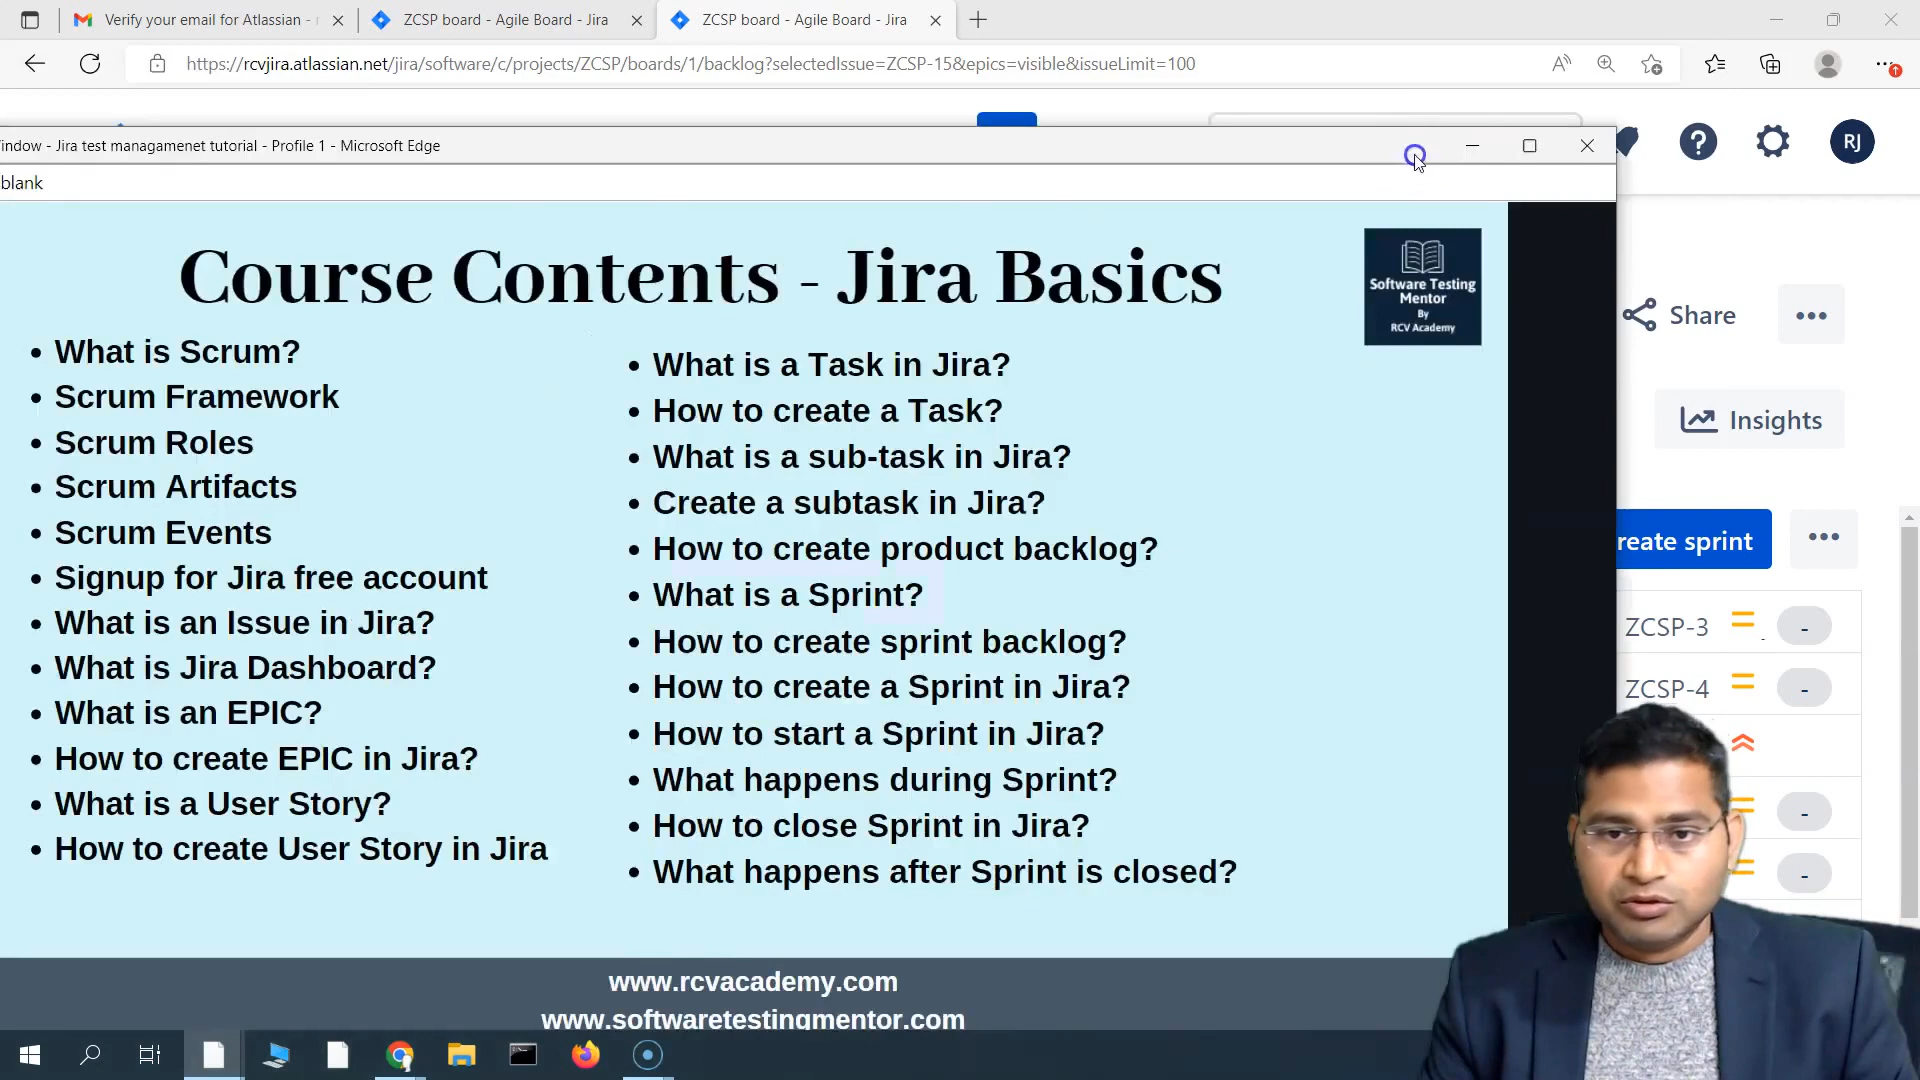 Verify your email for Atlassian -
ZCSP board - Agile Board - Jira
ZCSP board - Agile Board - Jira
https://rcvjira.atlassian.net/jira/software/c/projects/ZCSP/boards/1/backlog?selectedIssue=ZCSP-15&epics=visible&issueLimit=100
indow - Jira test managamenet tutorial - Profile 1 - Microsoft Edge
RJ
blank
Course Contents - Jira Basics
Software Testing
Mentor
By
RCV Academy
Share
Insights
reate sprint
ZCSP-3
-
ZCSP-4
-
-
-
• What is Scrum?
• Scrum Framework
• Scrum Roles
• Scrum Artifacts
• Scrum Events
• Signup for Jira free account
• What is an Issue in Jira?
• What is Jira Dashboard?
• What is an EPIC?
• How to create EPIC in Jira?
• What is a User Story?
• How to create User Story in Jira
• What is a Task in Jira?
• How to create a Task?
• What is a sub-task in Jira?
• Create a subtask in Jira?
• How to create product backlog?
• What is a Sprint?
• How to create sprint backlog?
• How to create a Sprint in Jira?
• How to start a Sprint in Jira?
• What happens during Sprint?
• How to close Sprint in Jira?
• What happens after Sprint is closed?
www.rcvacademy.com
www.softwaretestingmentor.com